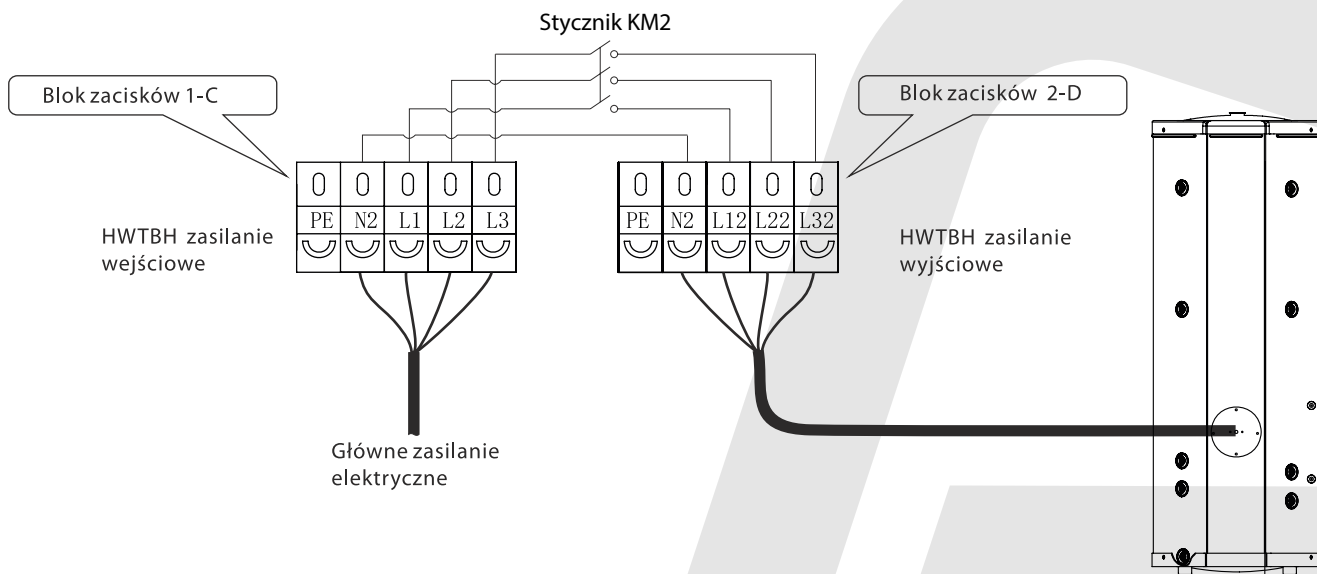 Stycznik KM2
Blok zacisków 1-C
Blok zacisków 2-D
PE N2 L1 L2 L3
PE N2 L12 L22 L32
HWTBH zasilanie
wejściowe
HWTBH zasilanie
wyjściowe
Główne zasilanie
elektryczne